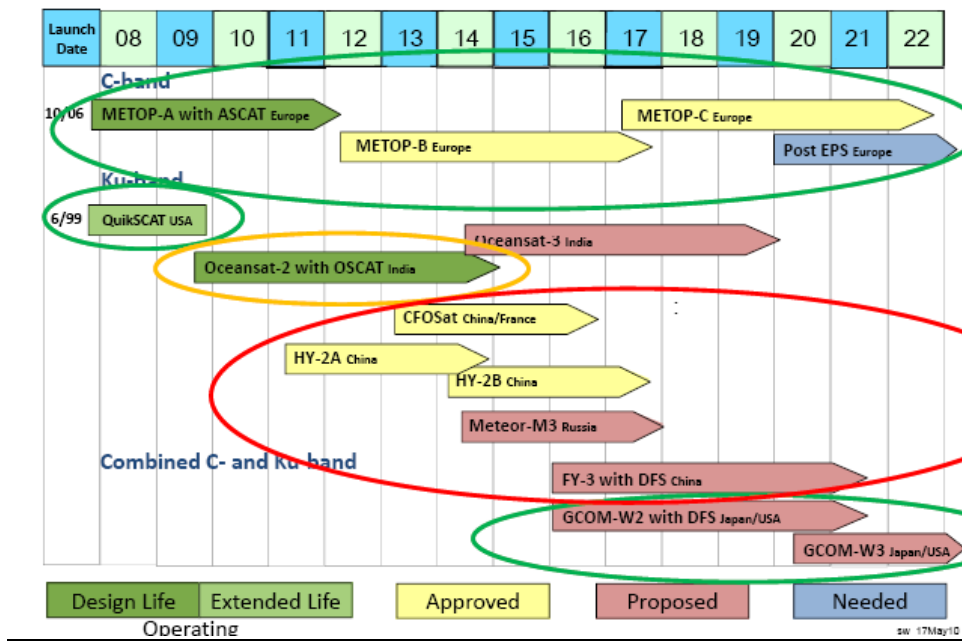 Launch Date 08 09 10 11 12 13 14 15 16 17 18 19 20 21 22
C-band
10/06 METOP-A with ASCAT Europe METOP-C Europe
METOP-B Europe Post EPS Europe
Ku-band
6/99 QuikSCAT USA
Oceansat-3 India
Oceansat-2 with OSCAT India
CFOSat China/France
:
HY-2A China
HY-2B China
Meteor-M3 Russia
Combined C- and Ku-band
FY-3 with DFS China
GCOM-W2 with DFS Japan/USA
GCOM-W3 Japan/USA
Design Life Extended Life Approved Proposed Needed
Operating
sw 17May10